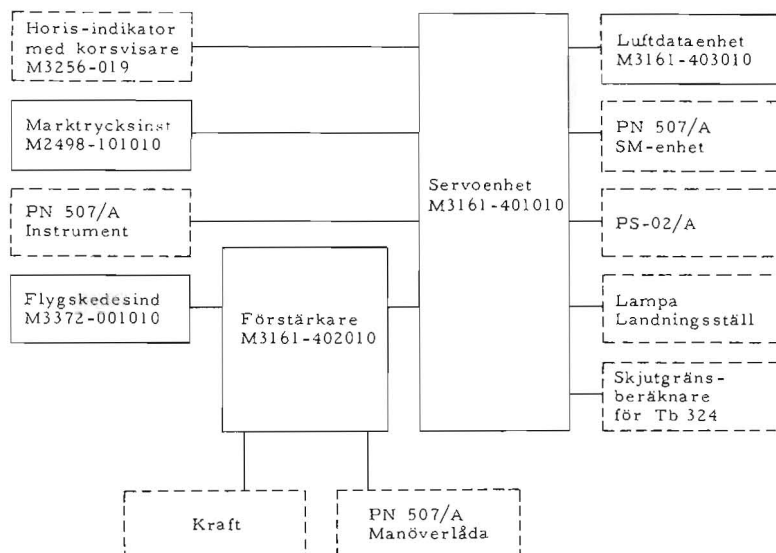 Horis-indikator
med korsvisare
M3256-019
Marktrycksinst
M2498-101010
PN 507/A
Instrument
Flygskedesind
M3372-001010
Förstärkare
M3161-402010
Servoenhet
M3161-401010
Luftdataenhet
M3161-403010
PN 507/A
SM-enhet
PS-02/A
Lampa
Landningsställ
Skjutgräns-
beräknare
för Tb 324
Kraft
PN 507/A
Manöverlåda